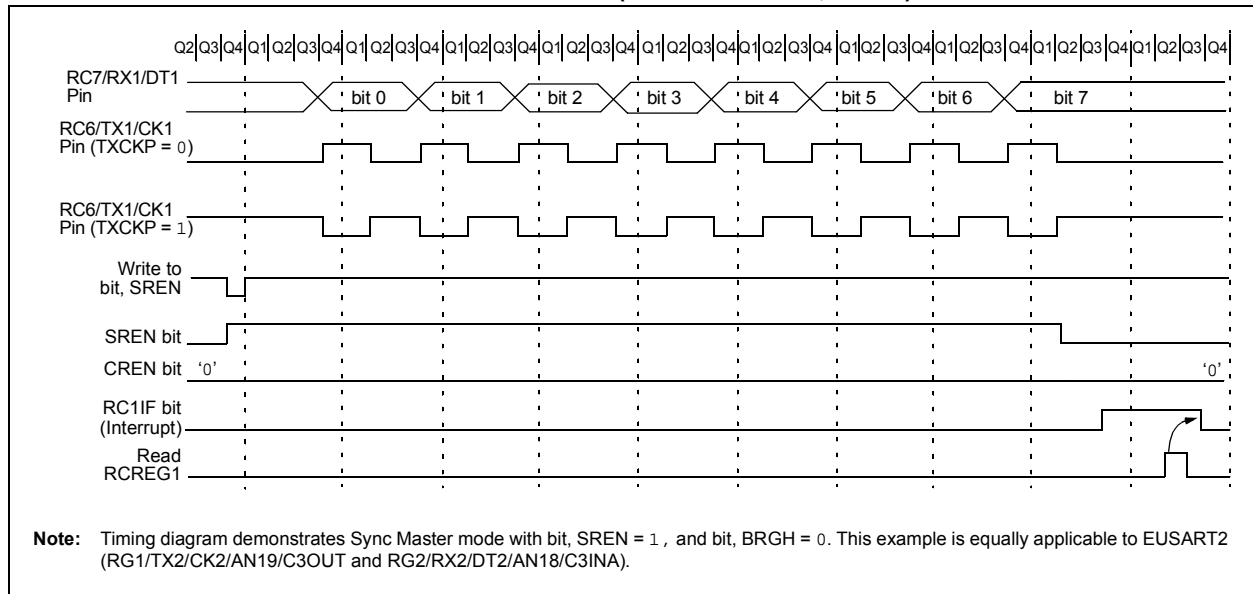 Q2 Q3 Q4 Q1 Q2 Q3 Q4 Q1 Q2 Q3 Q4 Q1 Q2 Q3 Q4 Q1 Q2 Q3 Q4 Q1 Q2 Q3 Q4 Q1 Q2 Q3 Q4 Q1 Q2 Q3 Q4 Q1 Q2 Q3 Q4 Q1 Q2 Q3 Q4 Q1 Q2 Q3 Q4
RC7/RX1/DT1
Pin
bit 0 bit 1 bit 2 bit 3 bit 4 bit 5 bit 6 bit 7
RC6/TX1/CK1
Pin (TXCKP = 0)
RC6/TX1/CK1
Pin (TXCKP = 1)
Write to
bit, SREN
SREN bit
CREN bit ‘0’ ‘0’
RC1IF bit
(Interrupt)
Read
RCREG1
Note: Timing diagram demonstrates Sync Master mode with bit, SREN = 1, and bit, BRGH = 0. This example is equally applicable to EUSART2
(RG1/TX2/CK2/AN19/C3OUT and RG2/RX2/DT2/AN18/C3INA).